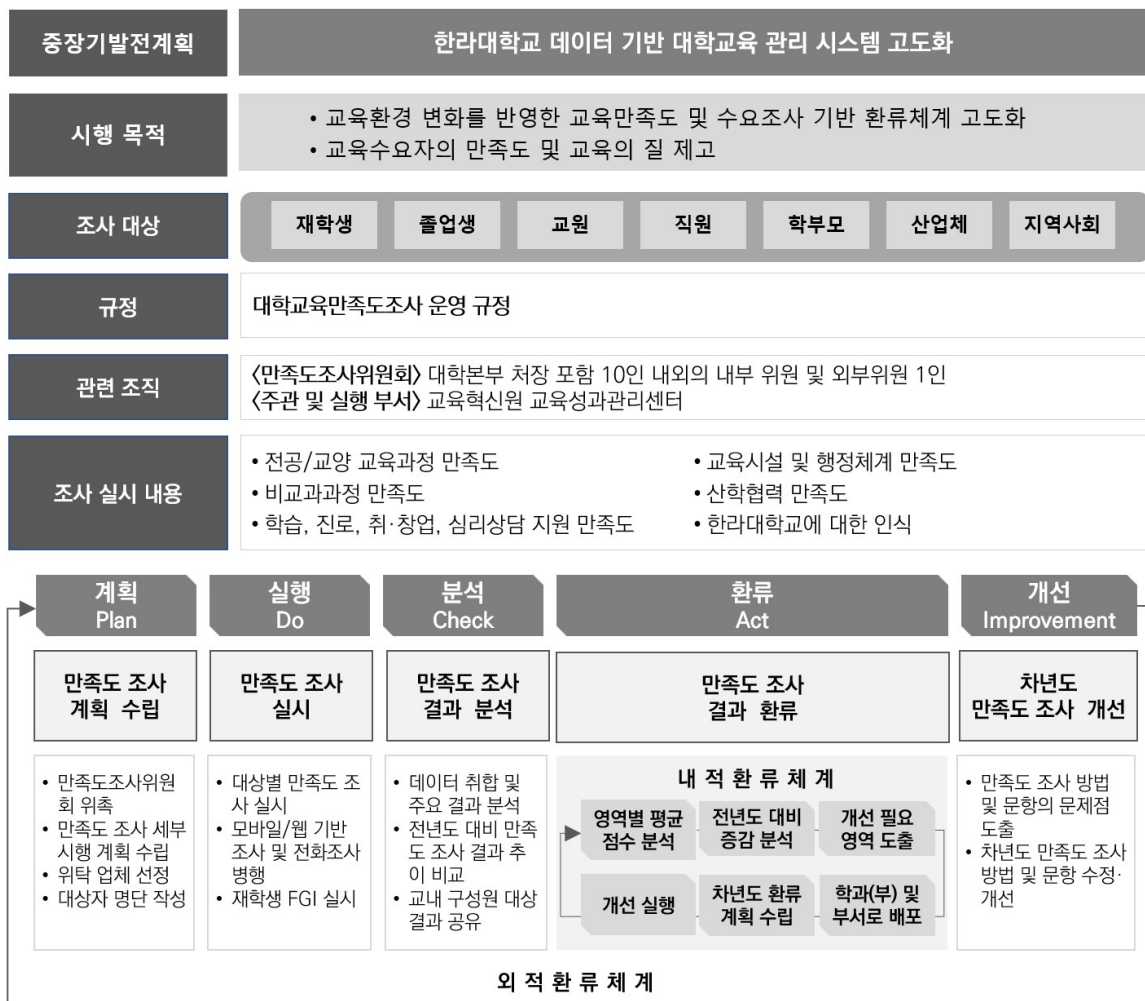 중장기발전계획
한라대학교 데이터 기반 대학교육 관리 시스템 고도화
시행 목적
• 교육환경 변화를 반영한 교육만족도 및 수요조사 기반 환류체계 고도화
• 교육수요자의 만족도 및 교육의 질 제고
조사 대상
재학생 졸업생 교원 직원 학부모 산업체 지역사회
규정
대학교육만족도조사 운영 규정
관련 조직
<만족도조사위원회> 대학본부 처장 포함 10인 내외의 내부 위원 및 외부위원 1인
<주관 및 실행 부서> 교육혁신원 교육성과관리센터
조사 실시 내용
• 전공/교양 교육과정 만족도
• 비교과과정 만족도
• 학습, 진로, 취·창업, 심리상담 지원 만족도
• 교육시설 및 행정체계 만족도
• 산학협력 만족도
• 한라대학교에 대한 인식
계획
Plan
만족도 조사
계획 수립
• 만족도조사위원
회 위촉
• 만족도 조사 세부
시행 계획 수립
• 위탁 업체 선정
• 대상자 명단 작성
실행
Do
만족도 조사
실시
• 대상별 만족도 조
사 실시
• 모바일/웹 기반
조사 및 전화조사
병행
• 재학생 FGI 실시
분석
Check
만족도 조사
결과 분석
• 데이터 취합 및
주요 결과 분석
• 전년도 대비 만족
도 조사 결과 추
이 비교
• 교내 구성원 대상
결과 공유
환류
Act
만족도 조사
결과 환류
내 적 환 류 체 계
영역별 평균
점수 분석
전년도 대비
증감 분석
개선 필요
영역 도출
개선 실행
차년도 환류
계획 수립
학과(부) 및
부서로 배포
개선
Improvement
차년도
만족도 조사 개선
• 만족도 조사 방법
및 문항의 문제점
도출
• 차년도 만족도 조사
방법 및 문항 수정·
개선
외 적 환 류 체 계